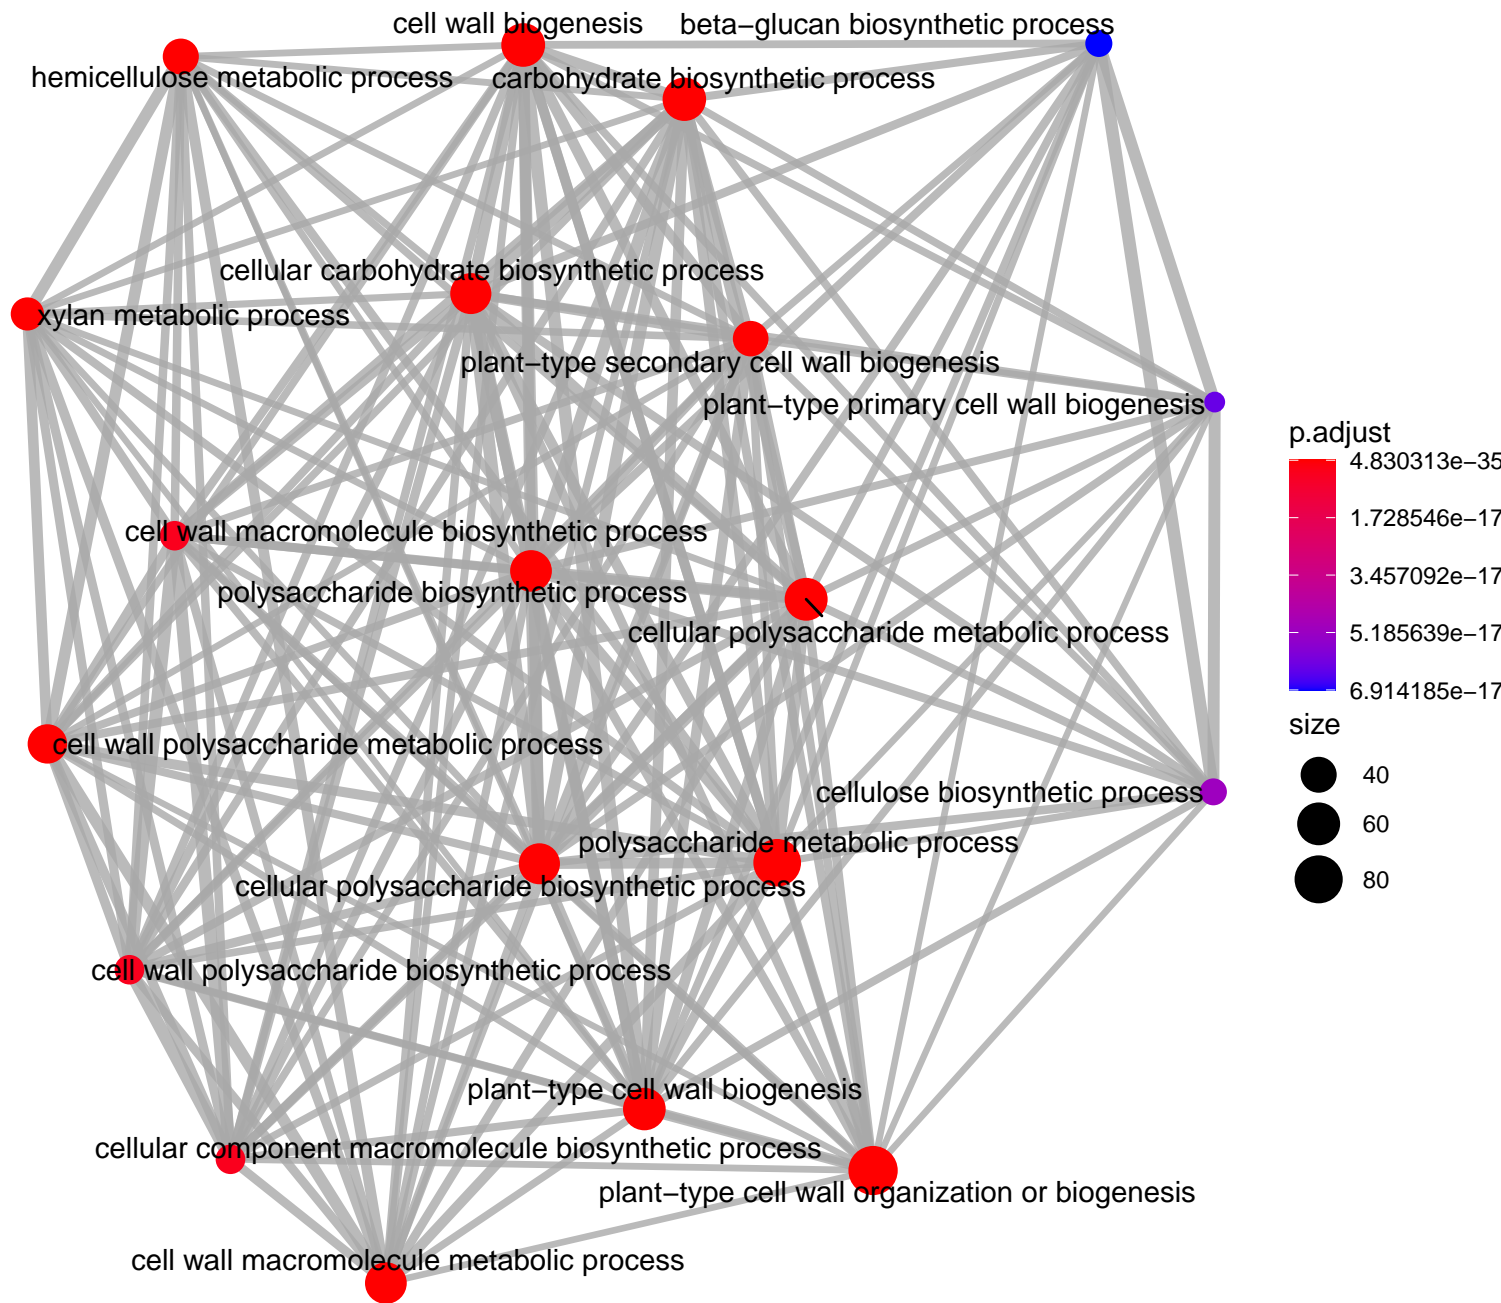 cell wall biogenesis
beta−glucan biosynthetic process
hemicellulose metabolic process
carbohydrate biosynthetic process
cellular carbohydrate biosynthetic process
xylan metabolic process
plant−type secondary cell wall biogenesis
plant−type primary cell wall biogenesis
cell wall macromolecule biosynthetic process
polysaccharide biosynthetic process
cellular polysaccharide metabolic process
cell wall polysaccharide metabolic process
cellulose biosynthetic process
polysaccharide metabolic process
cellular polysaccharide biosynthetic process
cell wall polysaccharide biosynthetic process
plant−type cell wall biogenesis
cellular component macromolecule biosynthetic process
plant−type cell wall organization or biogenesis
cell wall macromolecule metabolic process
p.adjust
4.830313e−35
1.728546e−17
3.457092e−17
5.185639e−17
6.914185e−17
size
40
60
80